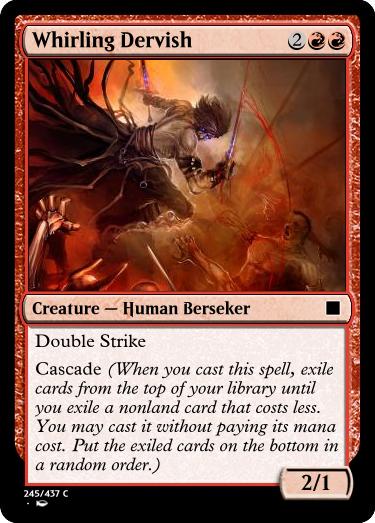 Whirling Dervish 2
Creature — Human Berserker
Double Strike
Cascade (When you cast this spell, exile
cards from the top of your library until
you exile a nonland card that costs less.
You may cast it without paying its mana
cost. Put the exiled cards on the bottom in
a random order.)
2/1
245/437 C